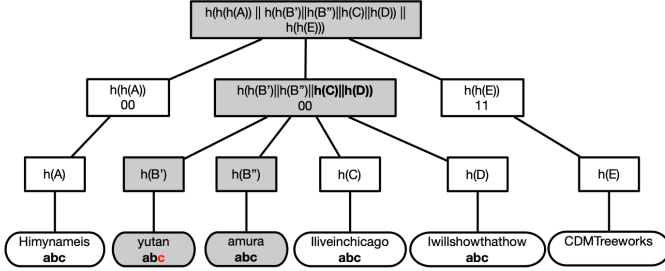 h(h(h(A)) || h(h(B’)||h(B”)||h(C)||h(D)) ||
h(h(E)))
h(h(A))
00
h(h(B’)||h(B”)||h(C)||h(D))
00
h(h(E))
11
h(A)
h(B’)
h(B”)
h(C)
h(D)
h(E)
Himynameis
abc
yutan
abc
amura
abc
Iliveinchicago
abc
Iwillshowthathow
abc
CDMTreeworks